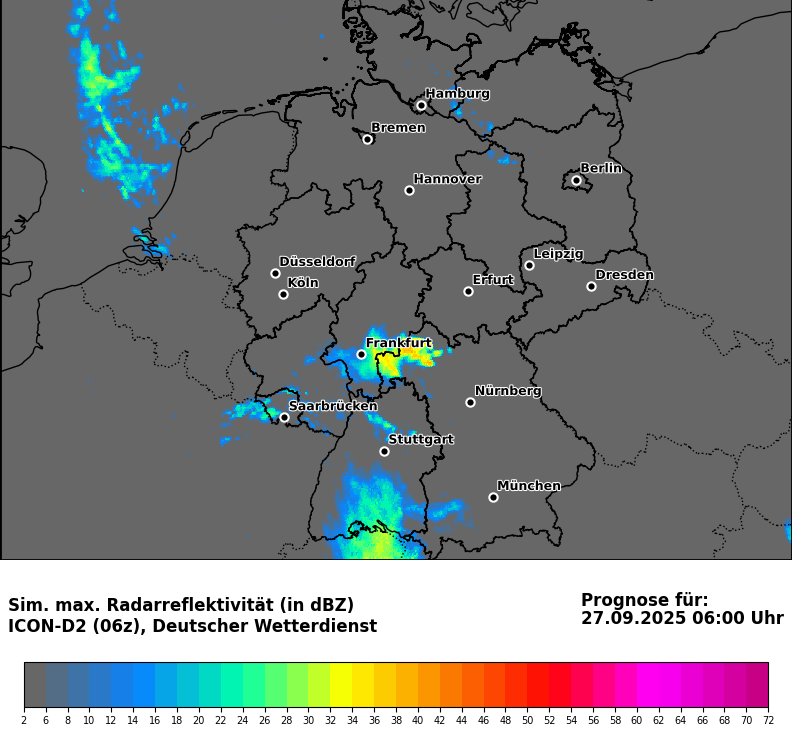 Hamburg
Bremen
Berlin
Hannover
Leipzig
Düsseldorf
Dresden
Köln
Erfurt
Frankfurt
Nürnberg
Saarbrücken
Stuttgart
München
Sim. max. Radarreflektivität (in dBZ)
ICON-D2 (06z), Deutscher Wetterdienst
Prognose für:
27.09.2025 06:00 Uhr
2 6 8 10 12 14 16 18 20 22 24 26 28 30 32 34 36 38 40 42 44 46 48 50 52 54 56 58 60 62 64 66 68 70 72